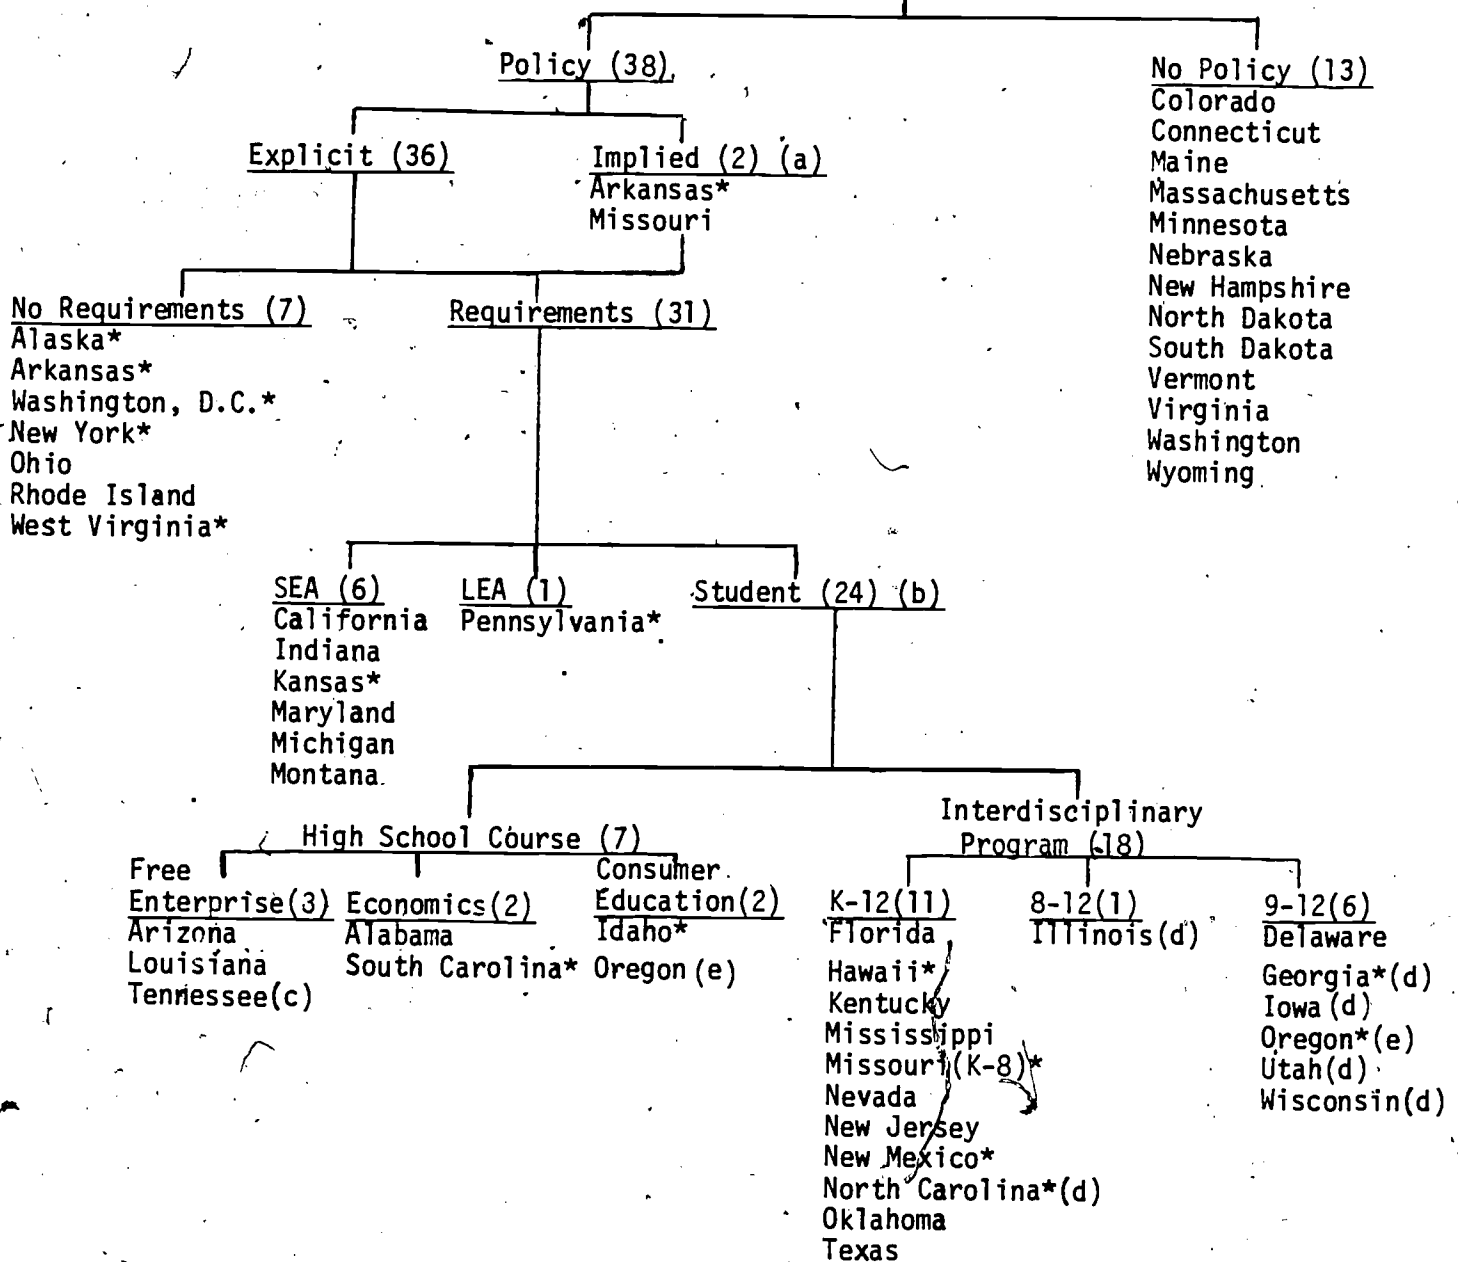 Policy (38)
No Policy (13)
Colorado
Connecticut
Maine
Massachusetts
Minnesota
Nebraska
New Hampshire
North Dakota
South Dakota
Vermont
Virginia
Washington
Wyoming
Explicit (36)
Implied (2) (a)
Arkansas*
Missouri
No Requirements (7)
Alaska*
Arkansas*
Washington, D.C.*
New York*
Ohio
Rhode Island
West Virginia*
Requirements (31)
SEA (6)
California
Indiana
Kansas*
Maryland
Michigan
Montana
LEA (1)
Pennsylvania*
Student (24) (b)
High School Course (7)
Free
Enterprise(3)
Arizona
Louisiana
Tennessee(c)
Economics(2)
Alabama
South Carolina*
Consumer
Education(2)
Idaho*
Oregon(e)
Interdisciplinary
Program (18)
K-12(11)
Florida
Hawaii*
Kentucky
Mississippi
Missouri(K-8)*
Nevada
New Jersey
New Mexico*
North Carolina*(d)
Oklahoma
Texas
8-12(1)
Illinois(d)
9-12(6)
Delaware
Georgia*(d)
Iowa(d)
Oregon*(e)
Utah(d)
Wisconsin(d)